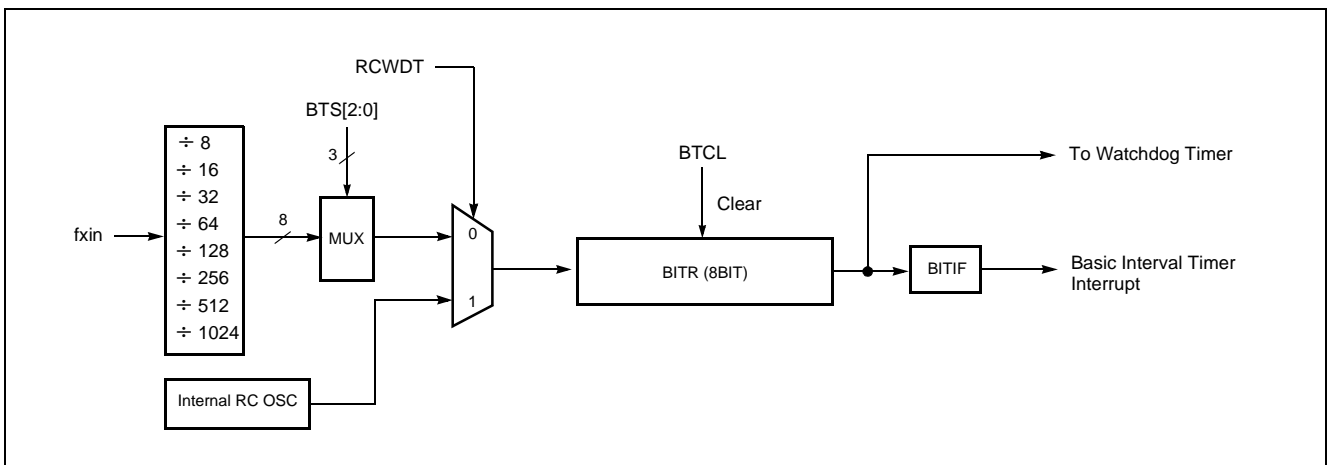 RCWDT
BTS[2:0]
3
÷ 8
÷ 16
÷ 32
÷ 64
÷ 128
÷ 256
÷ 512
÷ 1024
fxin
8
MUX
0
1
Internal RC OSC
BTCL
Clear
BITR (8BIT)
To Watchdog Timer
BITIF
Basic Interval Timer
Interrupt